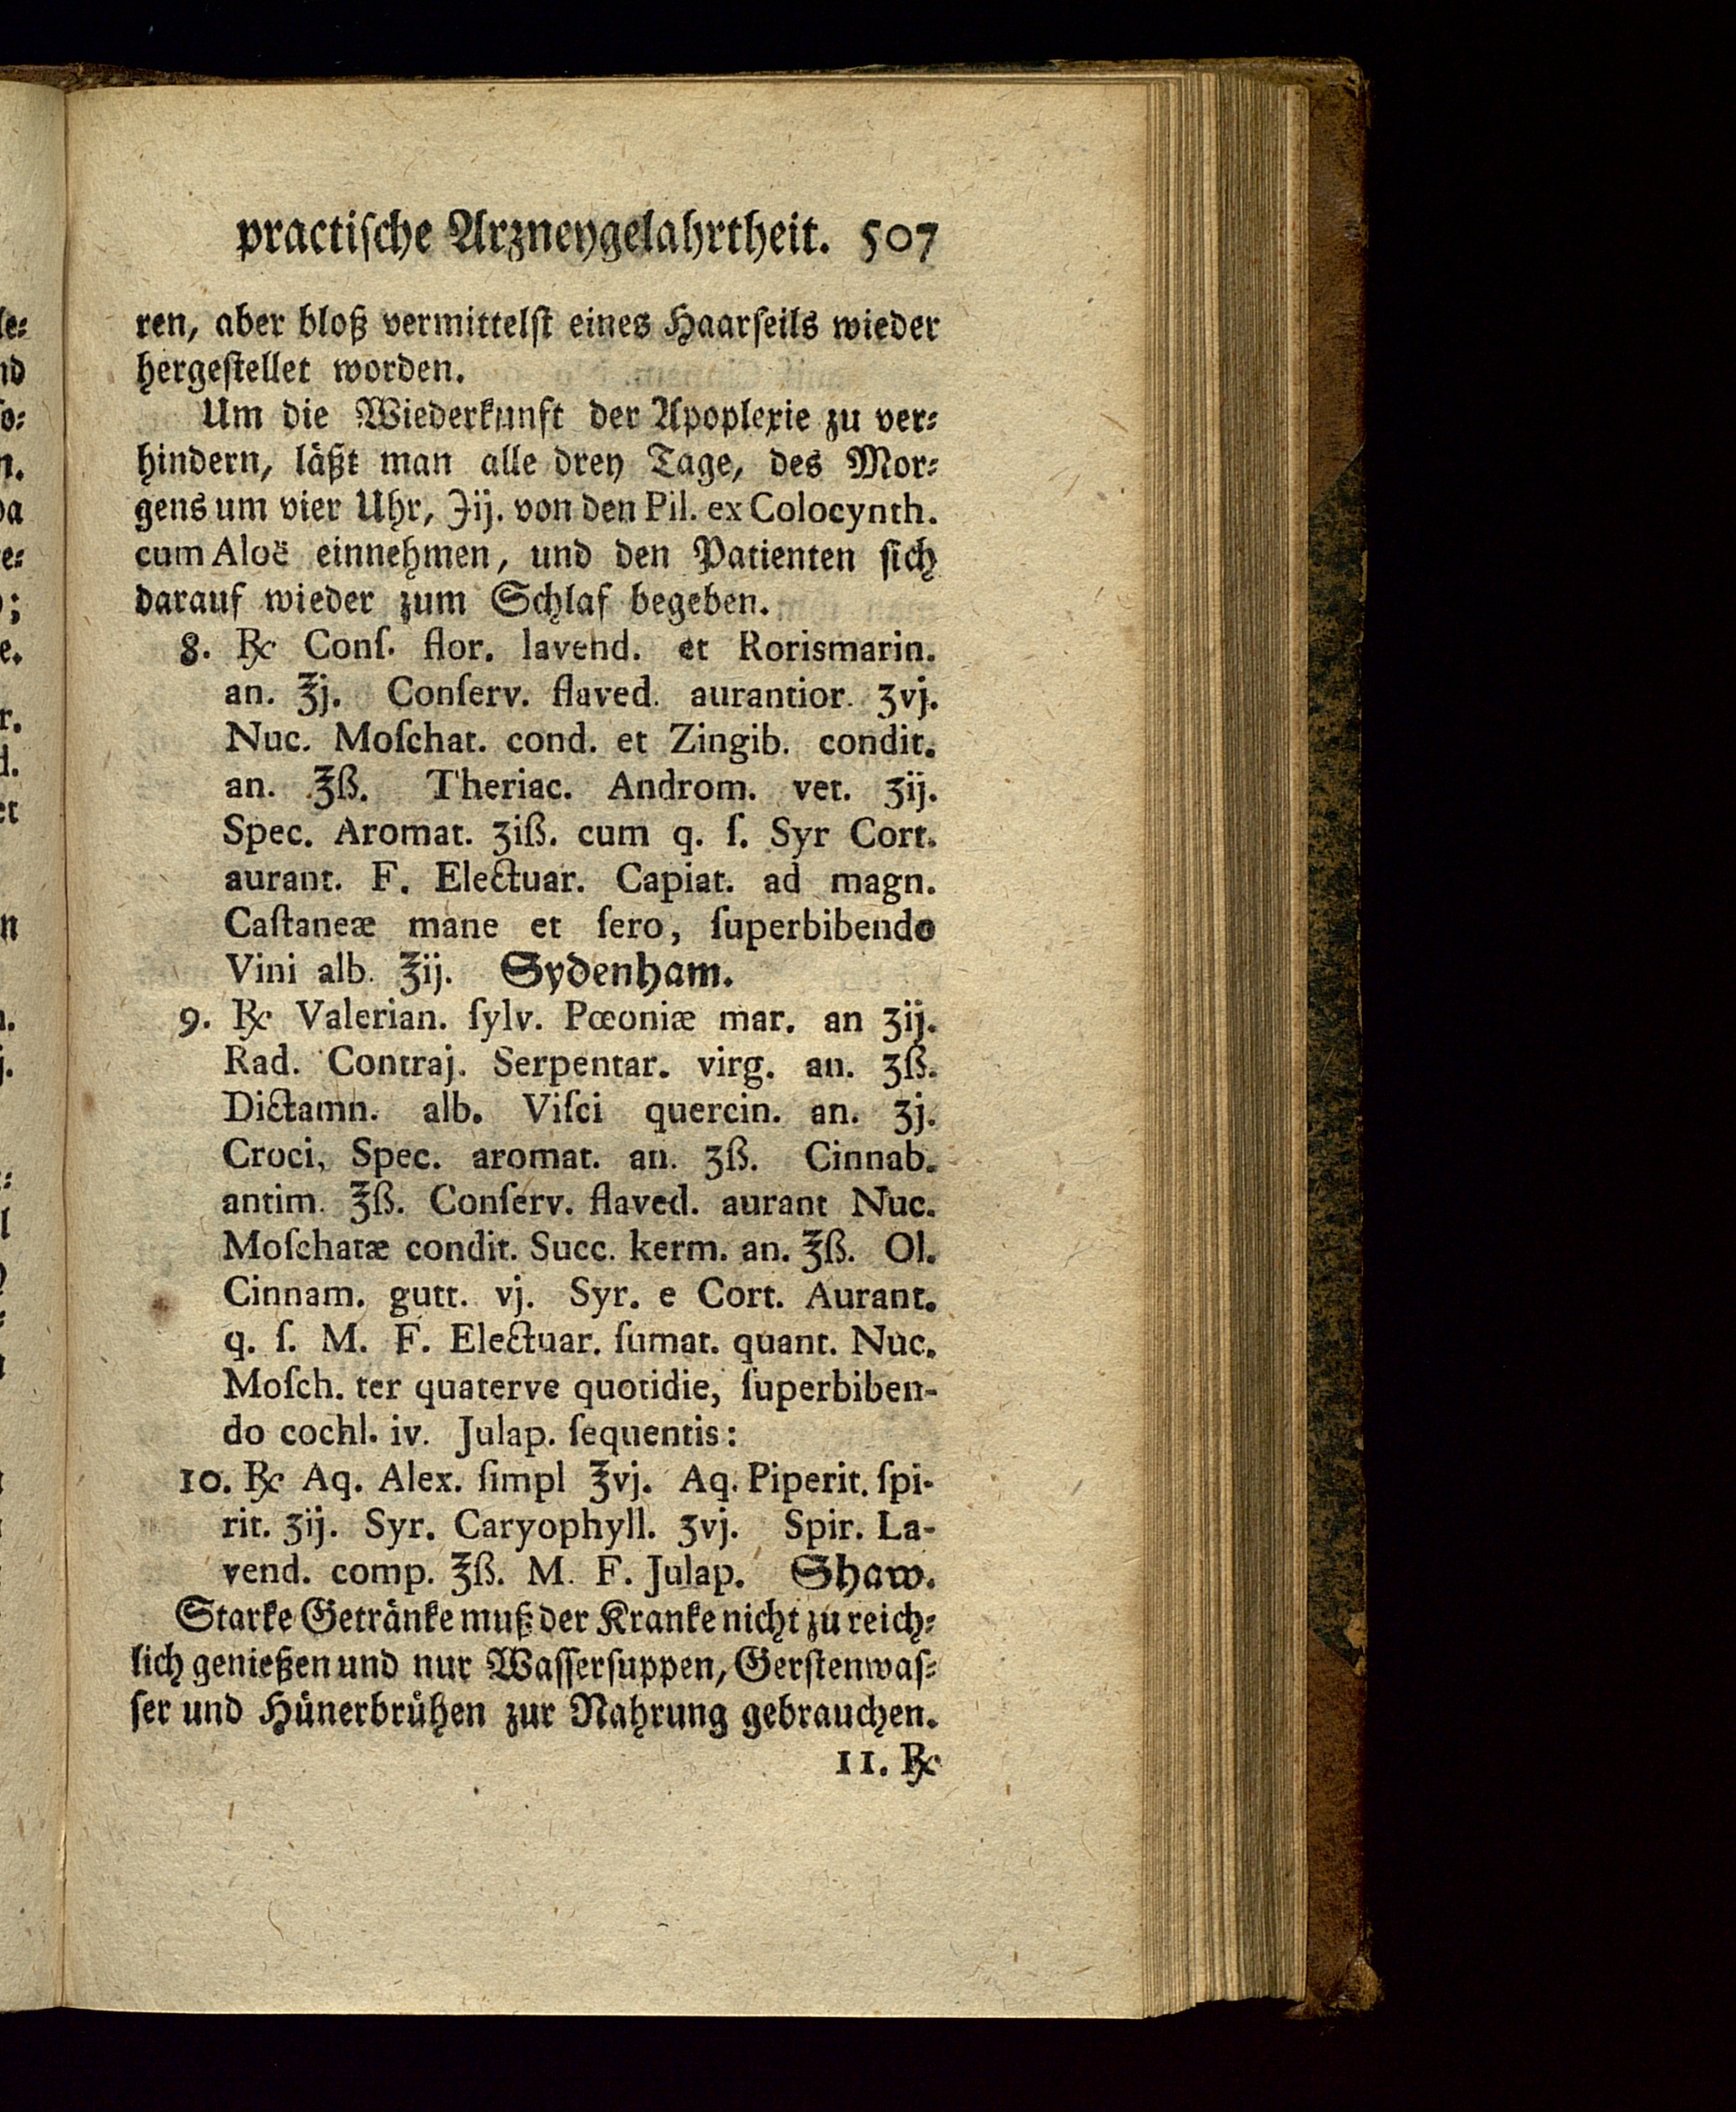 practische Arzneygelahrtheit. 507
ren, aber bloß vermittelst eines Haarseils wieder
hergestellet worden.
Um die Wiederkunft der Apoplexie zu ver⸗
hindern, läßt man alle drey Tage, des Mor⸗
gens um vier Uhr, ℈ij. von den Pil. ex Colocynth.
cum Aloë einnehmen, und den Patienten sich
darauf wieder zum Schlaf begeben.
8. ℞ Conſ. flor. lavend. et Rorismarin.
an. ℥j. Conſerv. flaved. aurantior. ʒvj.
Nuc. Moſchat. cond. et Zingib. condit.
an. ℥ß. Theriac. Androm. vet. ʒij.
Spec. Aromat. ʒiß. cum q. ſ. Syr Cort.
aurant. F. Electuar. Capiat. ad magn.
Caſtaneæ mane et ſero, ſuperbibendo
Vini alb. ℥ij. Sydenham.
9. ℞ Valerian. ſylv. Pœoniæ mar. an ʒij.
Rad. Contraj. Serpentar. virg. an. ʒß.
Dictamn. alb. Viſci quercin. an. ʒj.
Croci, Spec. aromat. an. ʒß. Cinnab.
antim. ℥ß. Conſerv. flaved. aurant Nuc.
Moſchatæ condit. Succ. kerm. an. ℥ß. Ol.
Cinnam. gutt. vj. Syr. e Cort. Aurant.
q. ſ. M. F. Electuar. ſumat. quant. Nuc.
Moſch. ter quaterve quotidie, ſuperbiben-
do cochl. iv. Julap. ſequentis:
10. ℞ Aq. Alex. ſimpl ℥vj. Aq. Piperit. ſpi-
rit. ʒij. Syr. Caryophyll. ʒvj. Spir. La-
vend. comp. ℥ß. M. F. Julap. Shaw.
Starke Getränke muß der Kranke nicht zu reich⸗
lich genießen und nur Wassersuppen, Gerstenwas⸗
ser und Hünerbrühen zur Nahrung gebrauchen.
11. ℞